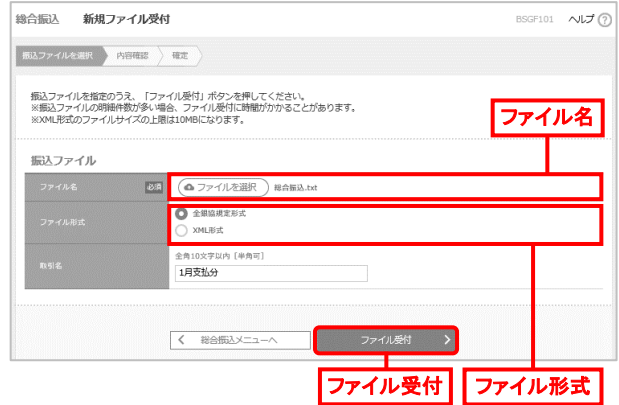 総合振込 新規ファイル受付 BSGF101 ヘルプ ?
振込ファイルを選択 内容確認 確定
振込ファイルを指定のうえ、「ファイル受付」ボタンを押してください。
※振込ファイルの明細件数が多い場合、ファイル受付に時間がかかることがあります。
※XML形式のファイルサイズの上限は10MBになります。
ファイル名
振込ファイル
ファイル名 必須 ファイルを選択 総合振込.txt
ファイル形式 全銀協規定形式
XML形式
取引名 全角10文字以内 [半角可]
1月支払分
総合振込メニューへ ファイル受付
ファイル受付 ファイル形式